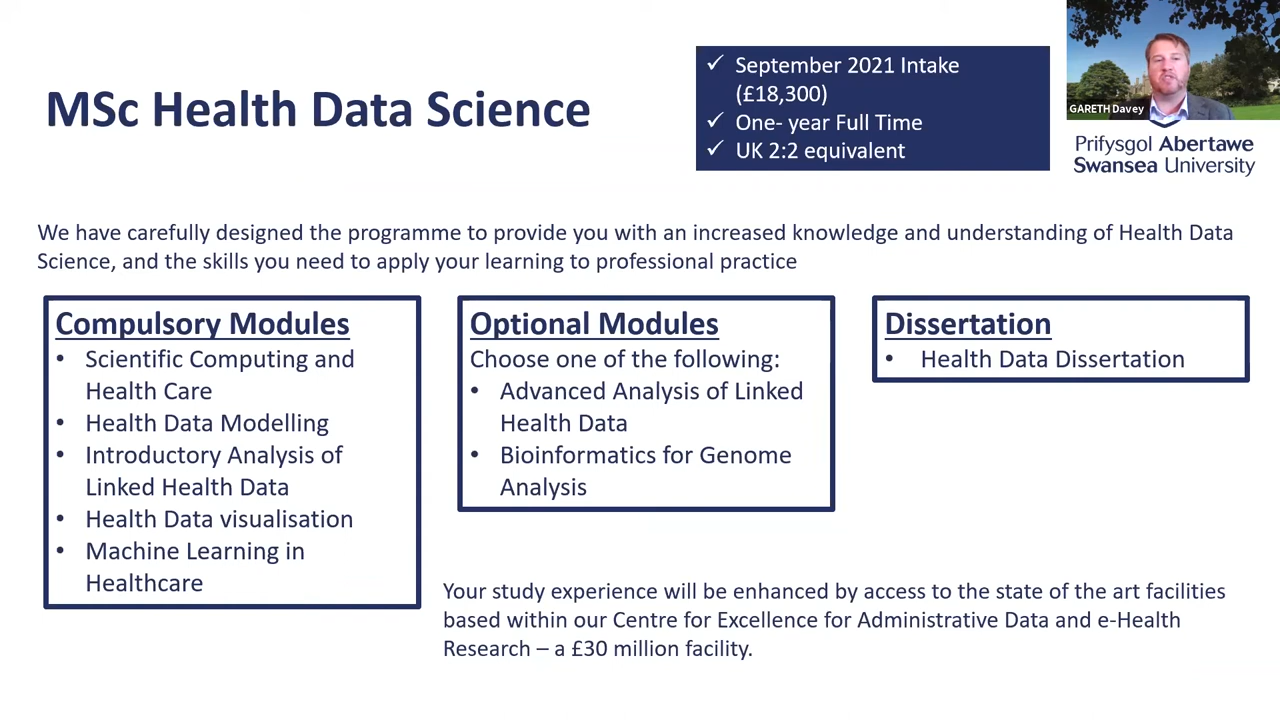 MSc Health Data Science
✓ September 2021 Intake
(£18,300)
✓ One- year Full Time
✓ UK 2:2 equivalent
GARETH Davey
Prifysgol Abertawe
Swansea University
We have carefully designed the programme to provide you with an increased knowledge and understanding of Health Data
Science, and the skills you need to apply your learning to professional practice
Compulsory Modules
• Scientific Computing and
Health Care
• Health Data Modelling
• Introductory Analysis of
Linked Health Data
• Health Data visualisation
• Machine Learning in
Healthcare
Optional Modules
Choose one of the following:
• Advanced Analysis of Linked
Health Data
• Bioinformatics for Genome
Analysis
Dissertation
• Health Data Dissertation
Your study experience will be enhanced by access to the state of the art facilities
based within our Centre for Excellence for Administrative Data and e-Health
Research – a £30 million facility.